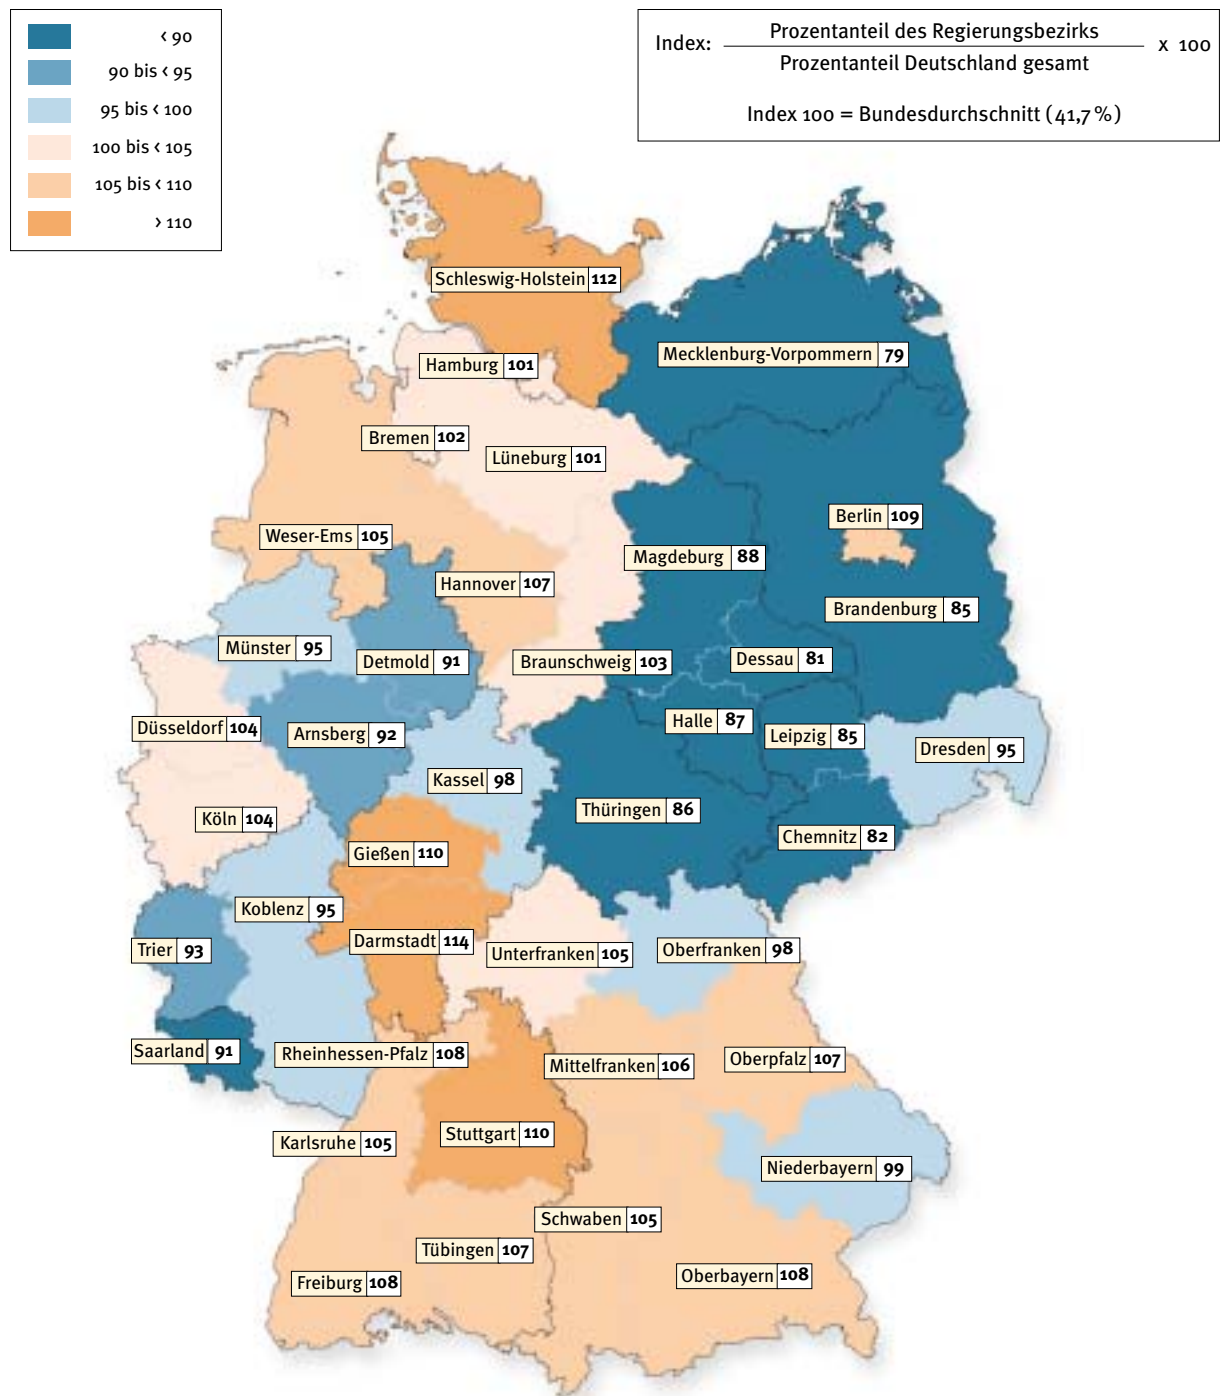 < 90
90 bis < 95
95 bis < 100
100 bis < 105
105 bis < 110
> 110
Index: Prozentanteil des Regierungsbezirks x 100
Prozentanteil Deutschland gesamt
Index 100 = Bundesdurchschnitt (41,7 %)
Schleswig-Holstein 112
Mecklenburg-Vorpommern 79
Hamburg 101
Bremen 102
Lüneburg 101
Berlin 109
Weser-Ems 105
Magdeburg 88
Hannover 107
Brandenburg 85
Münster 95
Detmold 91
Braunschweig 103
Dessau 81
Düsseldorf 104
Arnsberg 92
Halle 87
Leipzig 85
Dresden 95
Kassel 98
Köln 104
Thüringen 86
Chemnitz 82
Gießen 110
Koblenz 95
Trier 93
Darmstadt 114
Unterfranken 105
Oberfranken 98
Saarland 91
Rheinhessen-Pfalz 108
Mittelfranken 106
Oberpfalz 107
Karlsruhe 105
Stuttgart 110
Niederbayern 99
Schwaben 105
Tübingen 107
Freiburg 108
Oberbayern 108